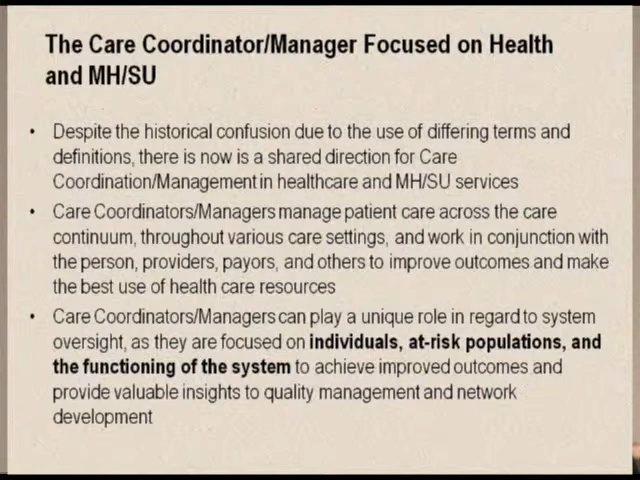 The Care Coordinator/Manager Focused on Health
and MH/SU
• Despite the historical confusion due to the use of differing terms and
definitions, there is now is a shared direction for Care
Coordination/Management in healthcare and MH/SU services
• Care Coordinators/Managers manage patient care across the care
continuum, throughout various care settings, and work in conjunction with
the person, providers, payors, and others to improve outcomes and make
the best use of health care resources
• Care Coordinators/Managers can play a unique role in regard to system
oversight, as they are focused on individuals, at-risk populations, and
the functioning of the system to achieve improved outcomes and
provide valuable insights to quality management and network
development